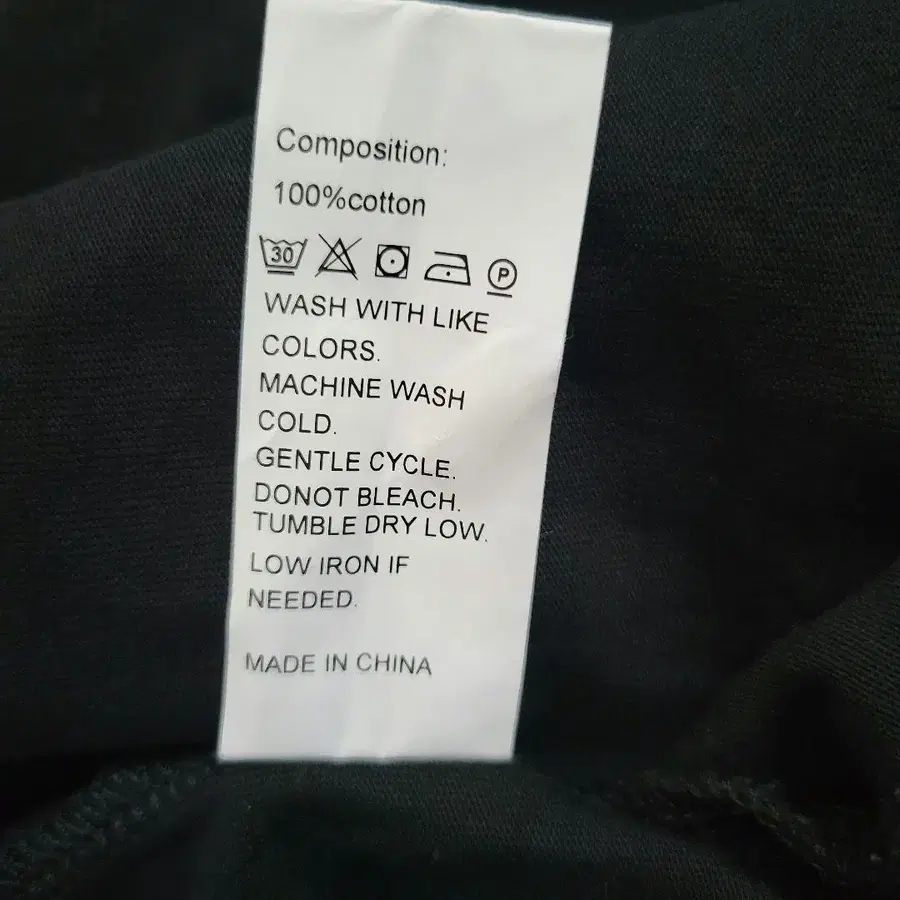 Composition:
100%cotton
30 P
WASH WITH LIKE
COLORS.
MACHINE WASH
COLD.
GENTLE CYCLE.
DONOT BLEACH.
TUMBLE DRY LOW.
LOW IRON IF
NEEDED.
MADE IN CHINA